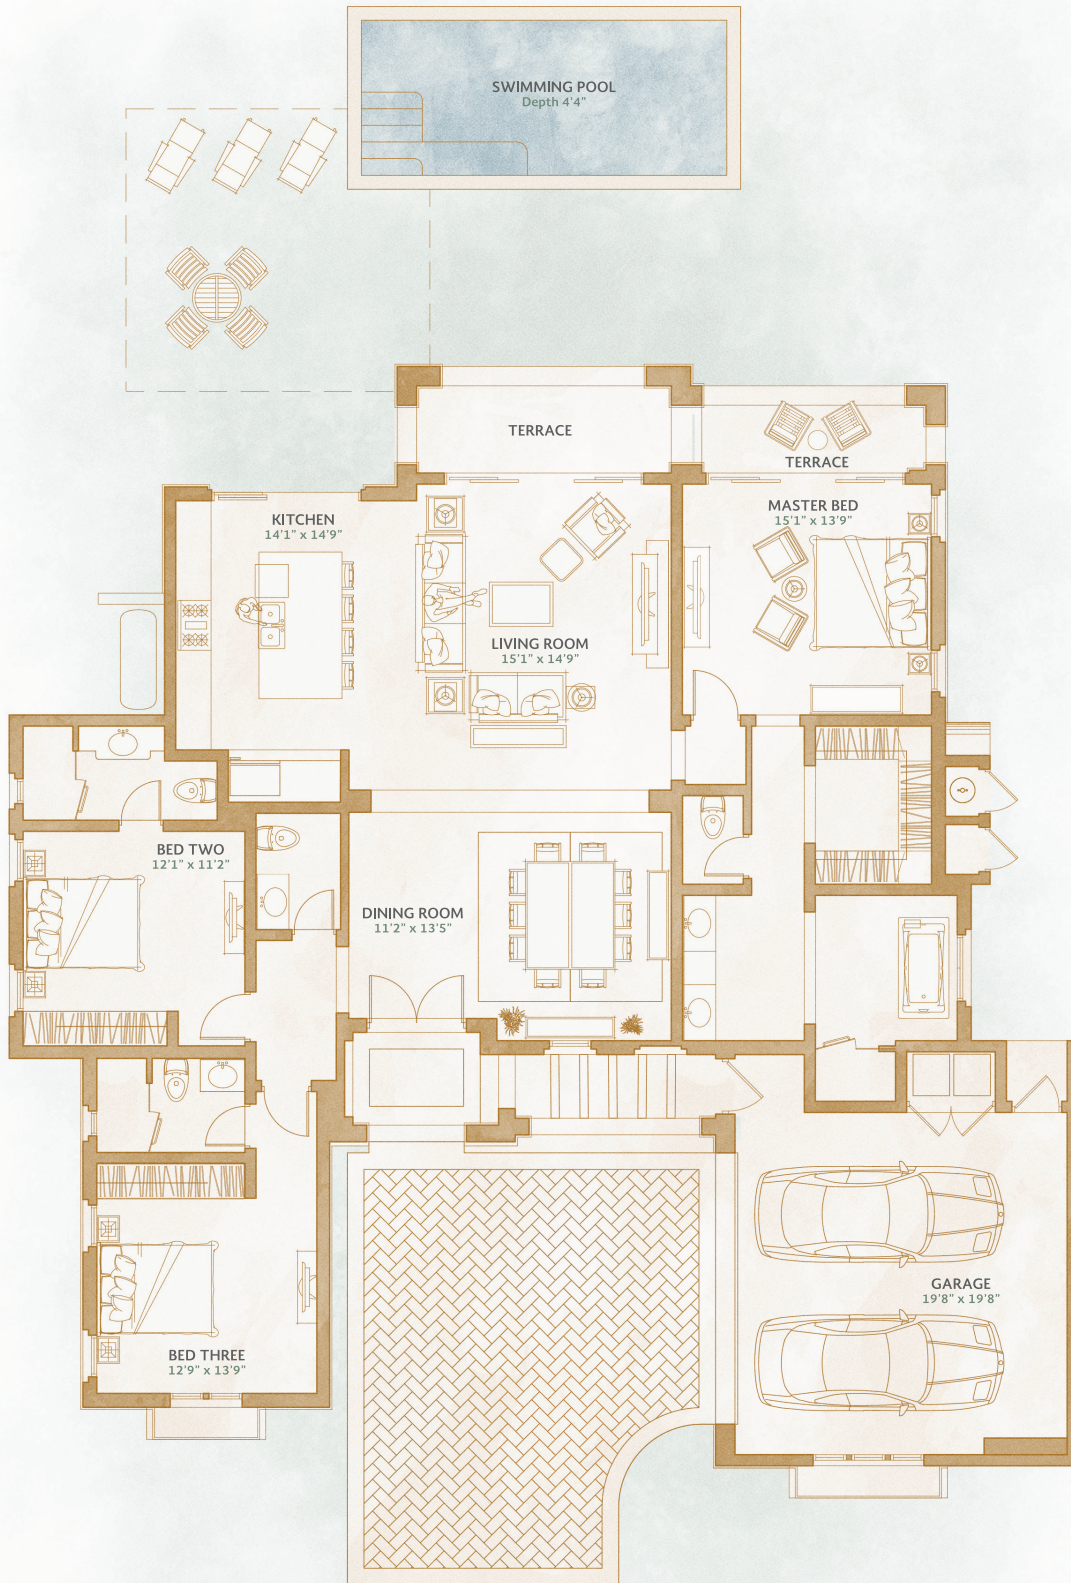 SWIMMING POOL
Depth 4'4"
TERRACE
TERRACE
KITCHEN
14'1" x 14'9"
MASTER BED
15'1" x 13'9"
LIVING ROOM
15'1" x 14'9"
BED TWO
12'1" x 11'2"
DINING ROOM
11'2" x 13'5"
GARAGE
19'8" x 19'8"
BED THREE
12'9" x 13'9"